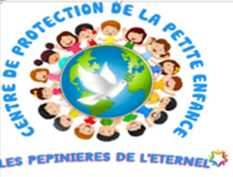 CENTRE DE PROTECTION DE LA PETITE ENFANCE
LES PEPINIERES DE L'ETERNEL